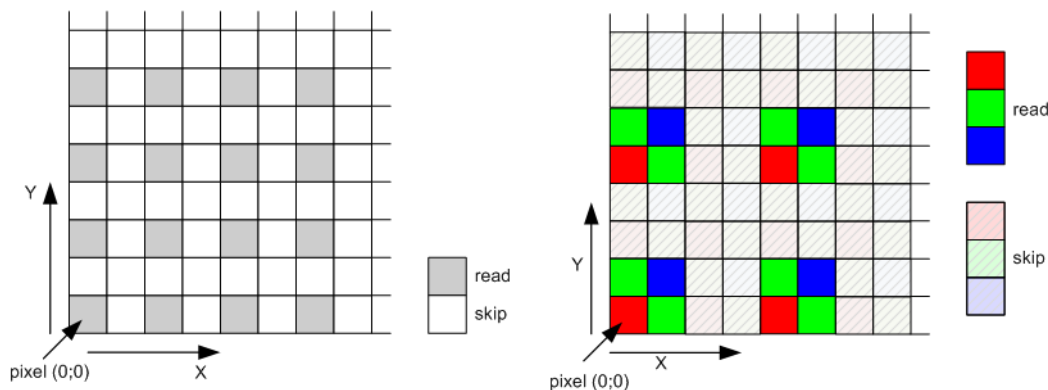 Y
read
skip
X
pixel (0;0)
read
skip
Y
X
pixel (0;0)